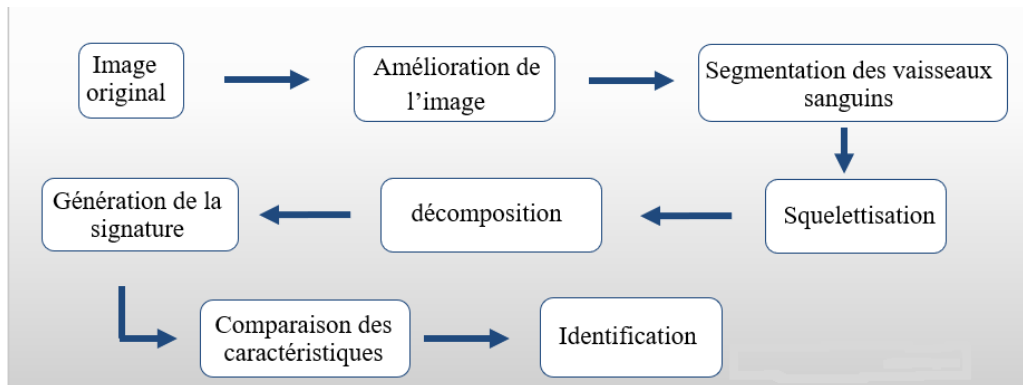 Image
original
Amélioration de
l’image
Segmentation des vaisseaux
sanguins
Squelettisation
décomposition
Génération de la
signature
Comparaison des
caractéristiques
Identification